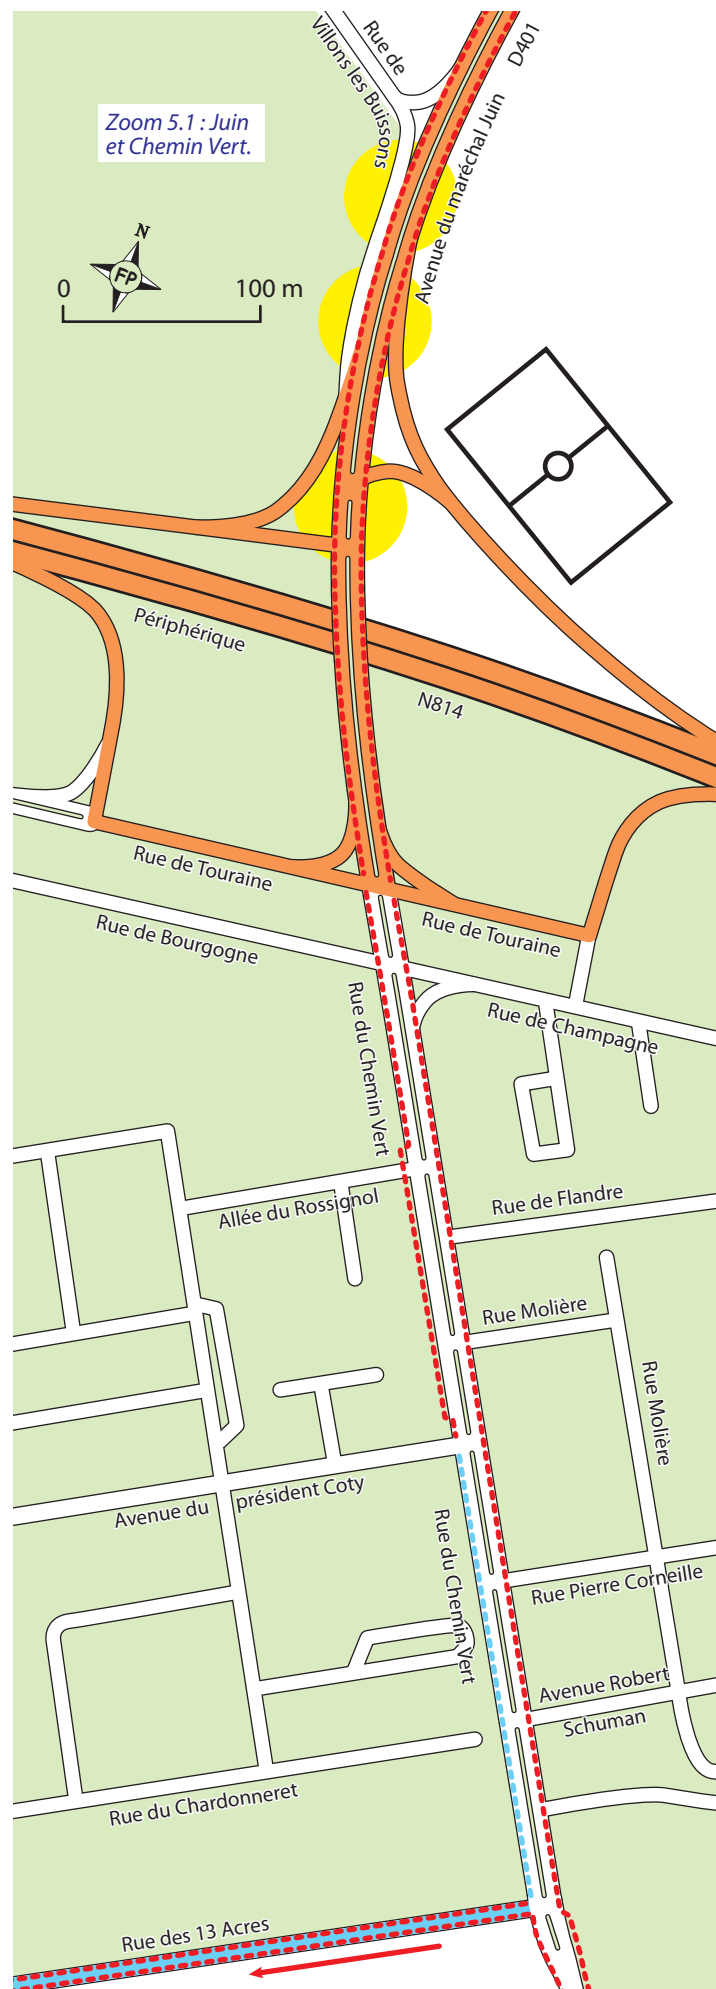 Rue de
Villons les Buissons
D401
Zoom 5.1 : Juin
et Chemin Vert.
Avenue du maréchal Juin
N
FP
0
100 m
Périphérique
N814
Rue de Touraine
Rue de Touraine
Rue de Bourgogne
Rue du Chemin Vert
Rue de Champagne
Allée du Rossignol
Rue de Flandre
Rue Molière
Rue Molière
Avenue du président Coty
Rue du Chemin Vert
Rue Pierre Corneille
Avenue Robert
Schuman
Rue du Chardonneret
Rue des 13 Acres